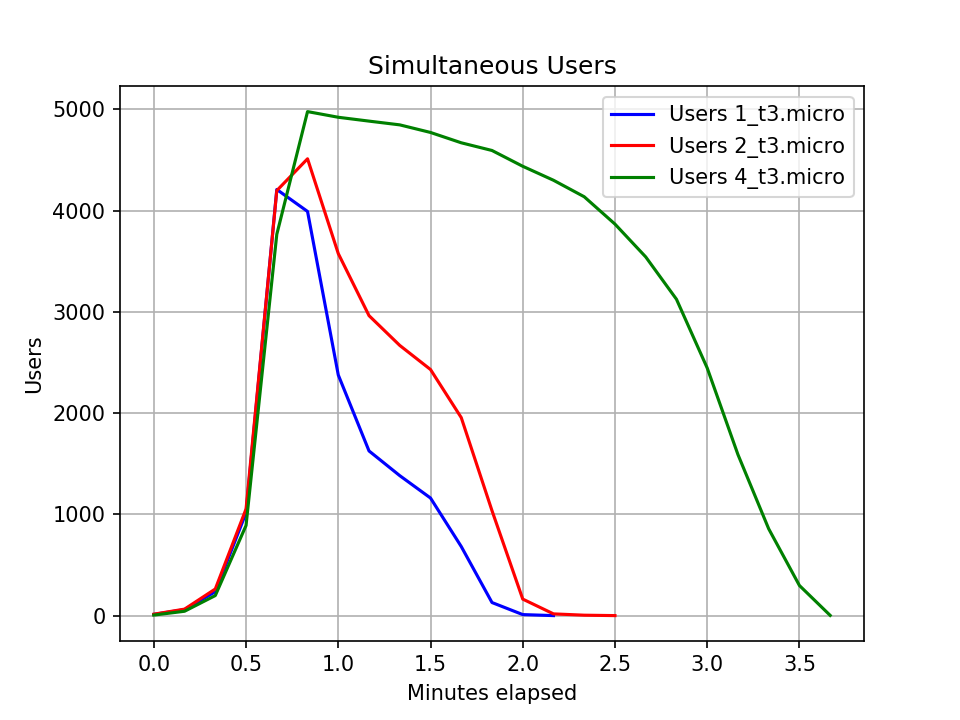 Simultaneous Users
Users 1_t3.micro
Users 2_t3.micro
Users 4_t3.micro
5000
4000
3000
2000
1000
0
Users
0.0 0.5 1.0 1.5 2.0 2.5 3.0 3.5
Minutes elapsed